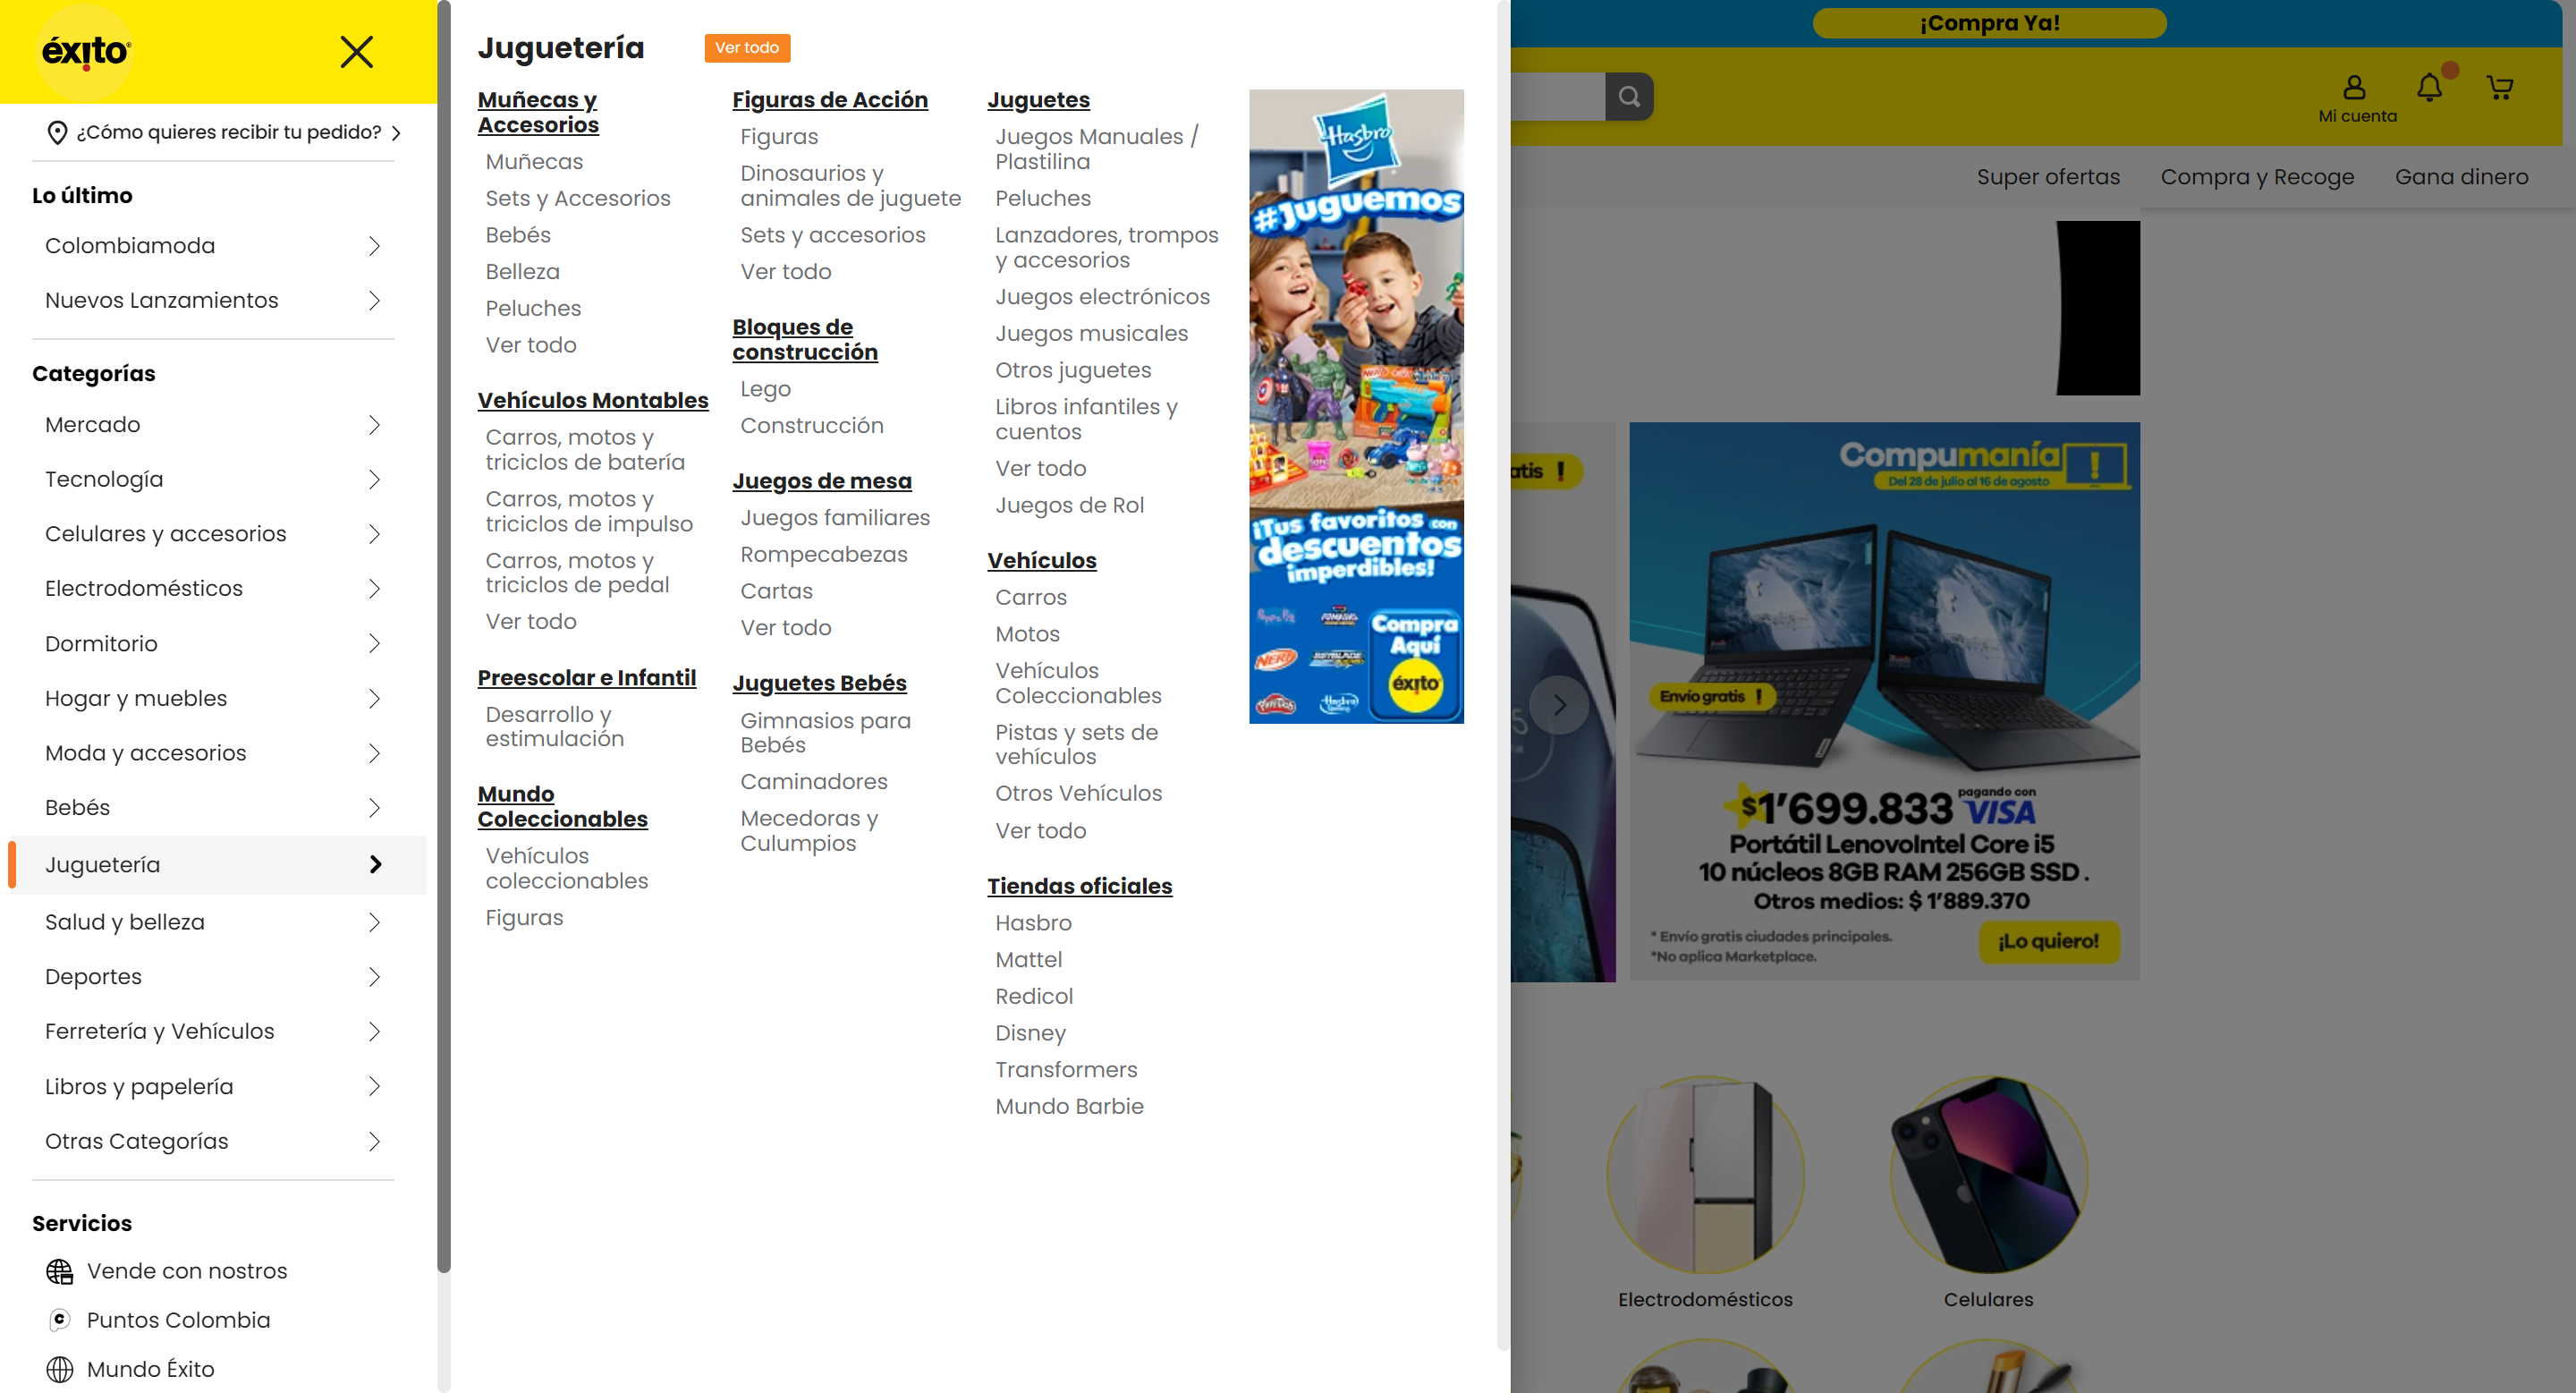 éxito
¿Cómo quieres recibir tu pedido?
Lo último
Colombiamoda
Nuevos Lanzamientos
Categorías
Mercado
Tecnología
Celulares y accesorios
Electrodomésticos
Dormitorio
Hogar y muebles
Moda y accesorios
Bebés
Juguetería
Salud y belleza
Deportes
Ferretería y Vehículos
Libros y papelería
Otras Categorías
Servicios
Vende con nostros
Puntos Colombia
Mundo Éxito
Juguetería
Ver todo
Muñecas y
Accesorios
Muñecas
Sets y Accesorios
Bebés
Belleza
Peluches
Ver todo
Vehículos Montables
Carros, motos y
triciclos de batería
Carros, motos y
triciclos de impulso
Carros, motos y
triciclos de pedal
Ver todo
Preescolar e Infantil
Desarrollo y
estimulación
Mundo
Coleccionables
Vehículos
coleccionables
Figuras
Figuras de Acción
Figuras
Dinosaurios y
animales de juguete
Sets y accesorios
Ver todo
Bloques de
construcción
Lego
Construcción
Juegos de mesa
Juegos familiares
Rompecabezas
Cartas
Ver todo
Juguetes Bebés
Gimnasios para
Bebés
Caminadores
Mecedoras y
Culumpios
Juguetes
Juegos Manuales /
Plastilina
Peluches
Lanzadores, trompos
y accesorios
Juegos electrónicos
Juegos musicales
Otros juguetes
Libros infantiles y
cuentos
Ver todo
Juegos de Rol
Vehículos
Carros
Motos
Vehículos
Coleccionables
Pistas y sets de
vehículos
Otros Vehículos
Ver todo
Tiendas oficiales
Hasbro
Mattel
Redicol
Disney
Transformers
Mundo Barbie
Hasbro
#Juguemos
¡Tus favoritos con
descuentos
imperdibles!
Peppa Pig
NERF
Play-Doh
Hasbro
Compra
Aquí
éxito
¡Compra Ya!
Mi cuenta
Super ofertas
Compra y Recoge
Gana dinero
atis !
Compumanía
Del 28 de julio al 16 de agosto
Envío gratis !
$1'699.833 pagando con VISA
Portátil LenovoIntel Core i5
10 núcleos 8GB RAM 256GB SSD .
Otros medios: $ 1'889.370
* Envío gratis ciudades principales.
*No aplica Marketplace.
¡Lo quiero!
Electrodomésticos
Celulares